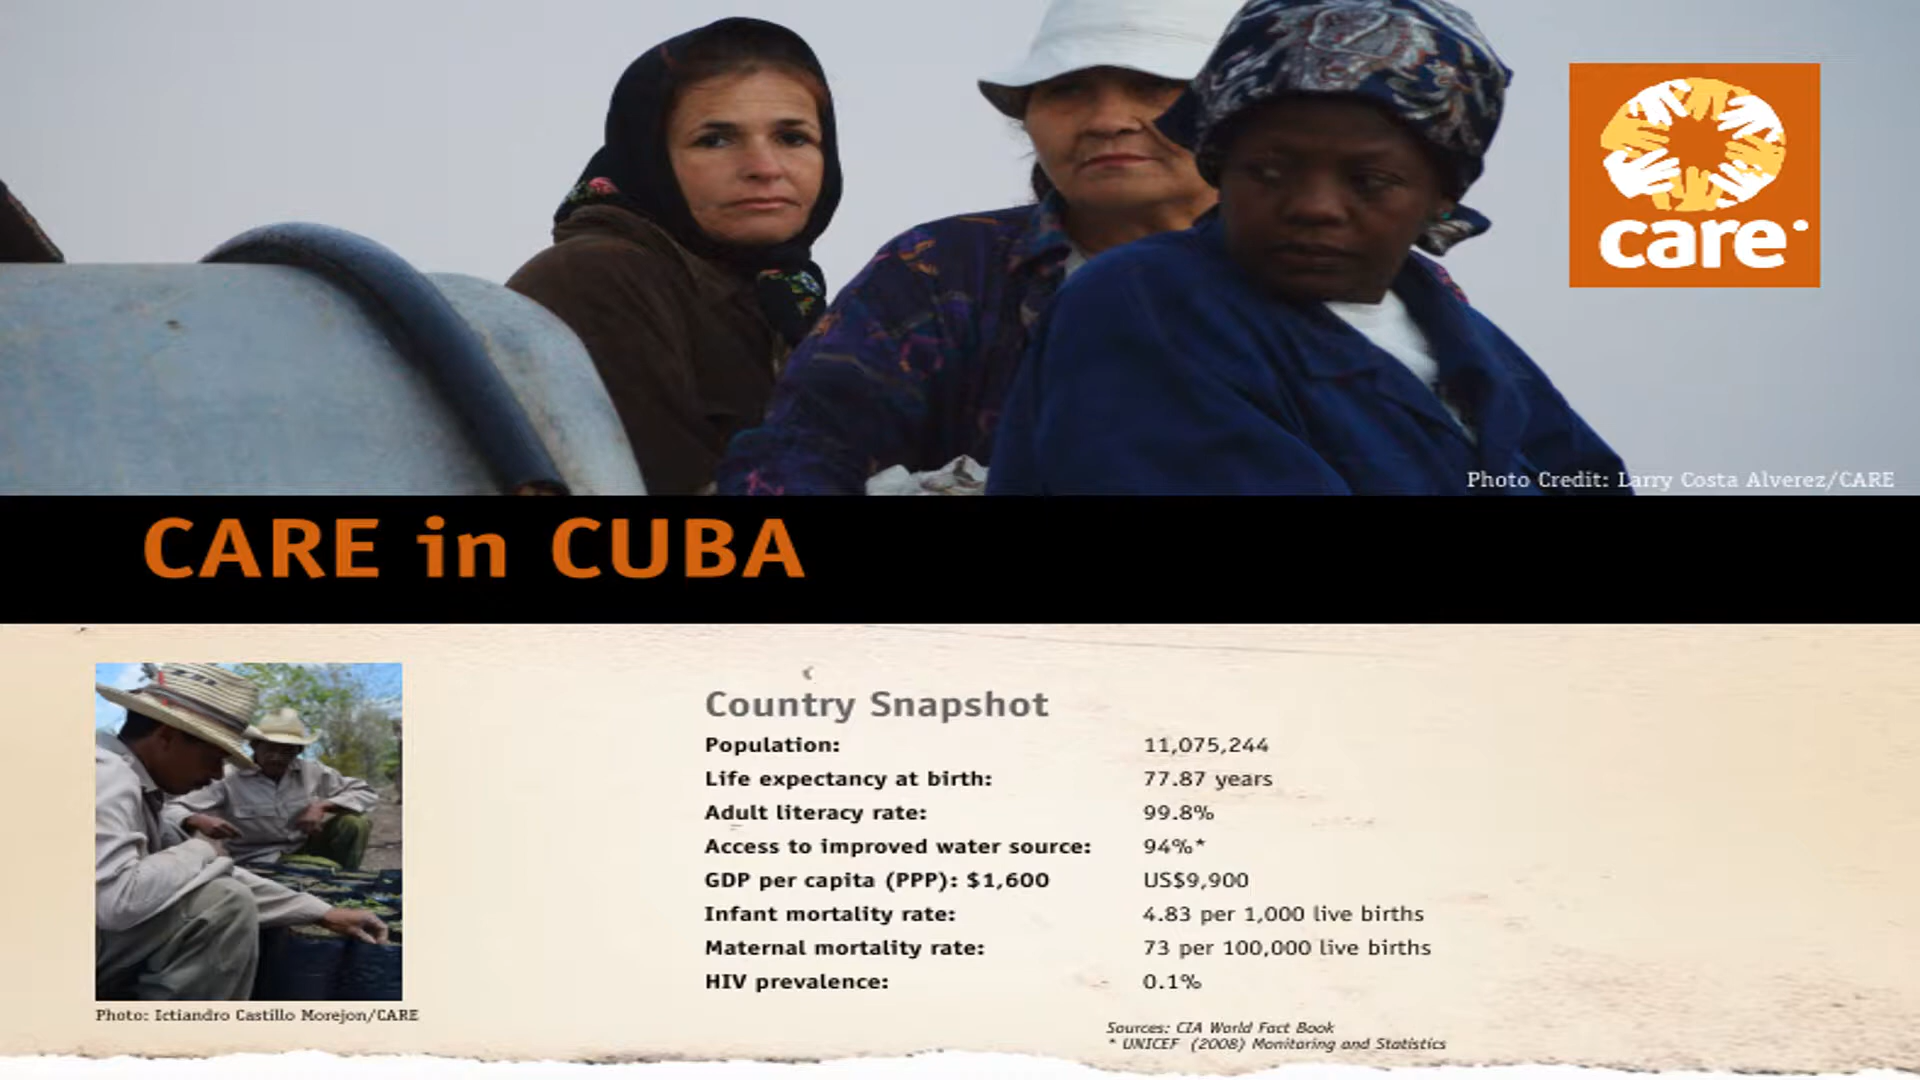 care
Photo Credit: Larry Costa Alverez/CARE
CARE in CUBA
Country Snapshot
Population: 11,075,244
Life expectancy at birth: 77.87 years
Adult literacy rate: 99.8%
Access to improved water source: 94%*
GDP per capita (PPP): $1,600 US$9,900
Infant mortality rate: 4.83 per 1,000 live births
Maternal mortality rate: 73 per 100,000 live births
HIV prevalence: 0.1%
Photo: Ictiandro Castillo Morejon/CARE
Sources: CIA World Fact Book
* UNICEF (2008) Monitoring and Statistics